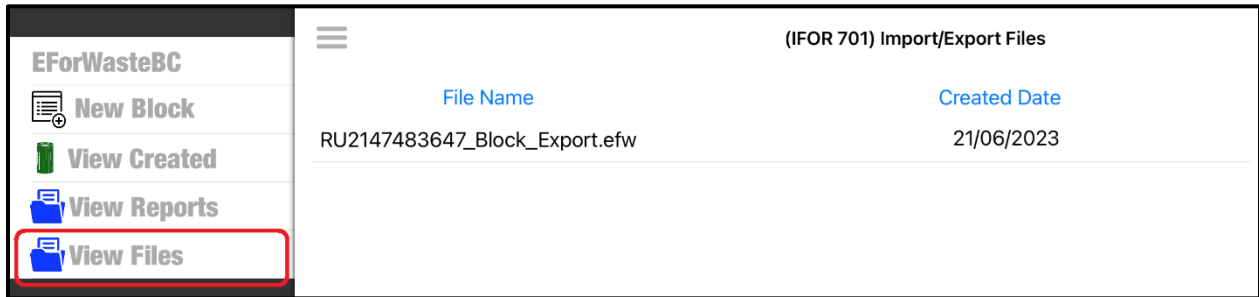 EForWasteBC
New Block
View Created
View Reports
View Files
(IFOR 701) Import/Export Files
File Name Created Date
RU2147483647_Block_Export.efw 21/06/2023